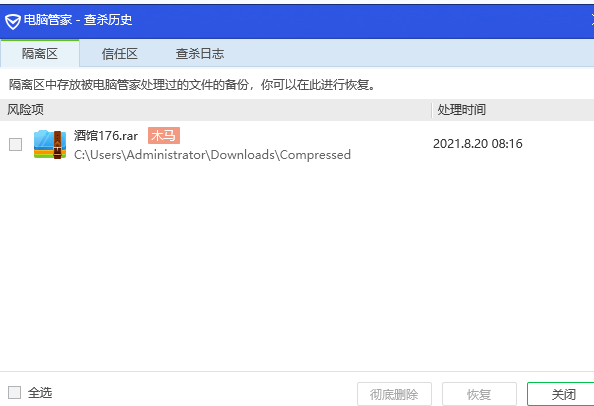 电脑管家 - 查杀历史
隔离区 信任区 查杀日志
隔离区中存放被电脑管家处理过的文件的备份，你可以在此进行恢复。
风险项 处理时间
酒馆176.rar 木马
C:\Users\Administrator\Downloads\Compressed 2021.8.20 08:16
全选 彻底删除 恢复 关闭